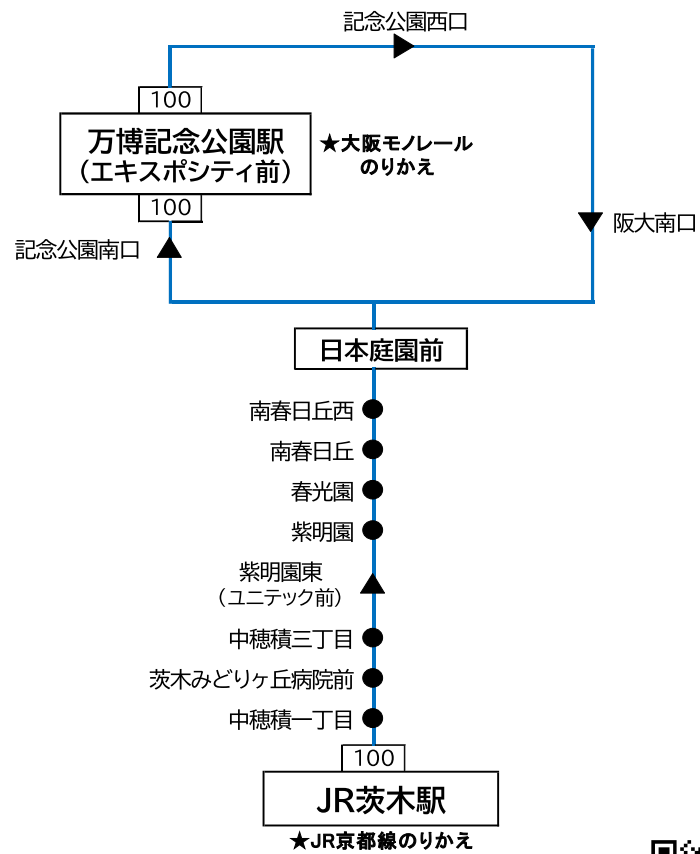 記念公園西口
100
万博記念公園駅
（エキスポシティ前）
★大阪モノレール
のりかえ
100
記念公園南口
阪大南口
日本庭園前
南春日丘西
南春日丘
春光園
紫明園
紫明園東
（ユニテック前）
中穂積三丁目
茨木みどりヶ丘病院前
中穂積一丁目
100
JR茨木駅
★JR京都線のりかえ